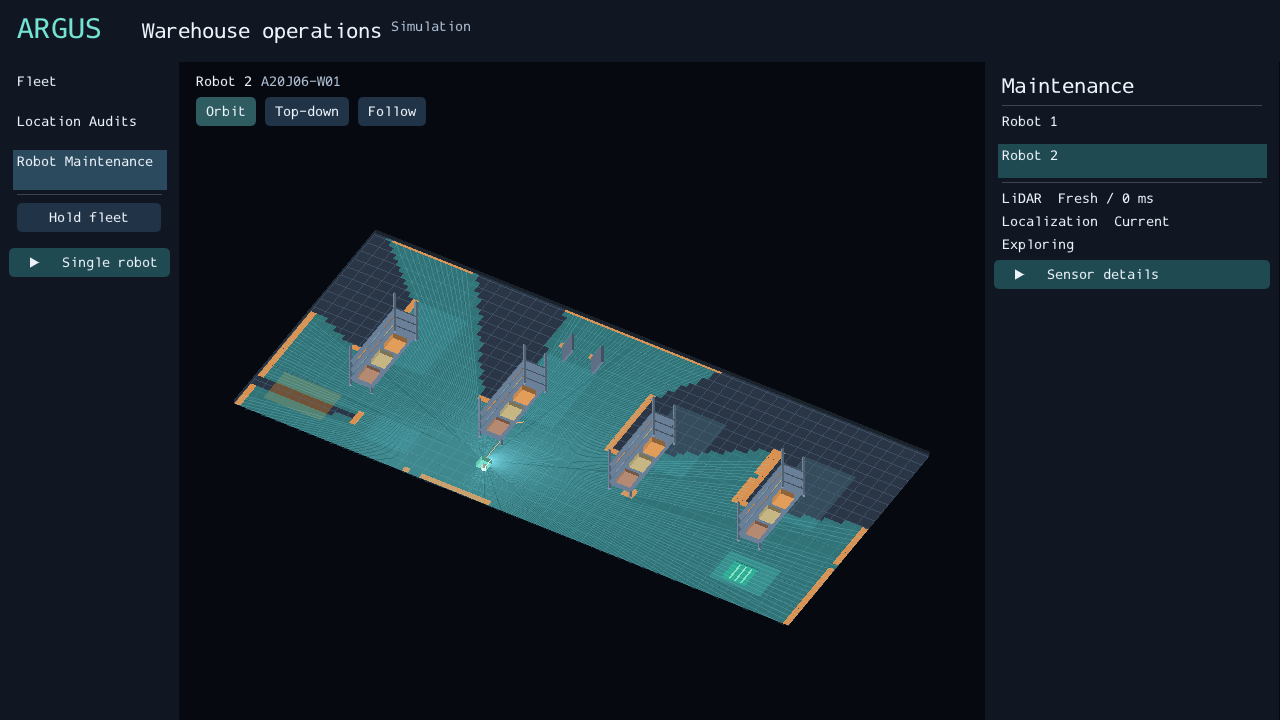 ARGUS
Warehouse operations Simulation
Fleet
Location Audits
Robot Maintenance
Hold fleet
Single robot
Robot 2 A20J06-W01
Orbit
Top-down
Follow
Maintenance
Robot 1
Robot 2
LiDAR Fresh / 0 ms
Localization Current
Exploring
Sensor details